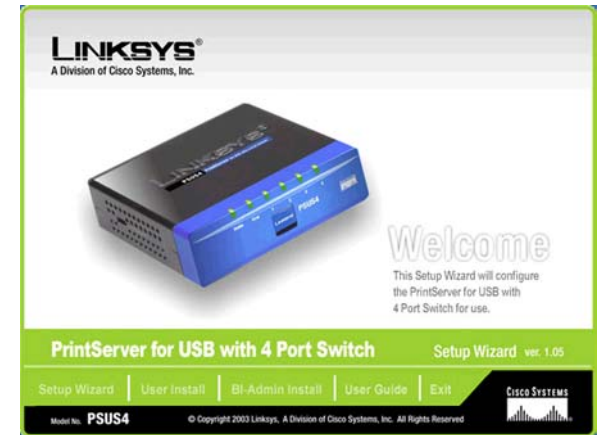 LINKSYS®
A Division of Cisco Systems, Inc.
LINKSYS
PSUS4
Linksys
PSUS4
Welcome
This Setup Wizard will configure
the PrintServer for USB with
4 Port Switch for use.
PrintServer for USB with 4 Port Switch
Setup Wizard ver. 1.05
Setup Wizard User Install BI-Admin Install User Guide Exit
CISCO SYSTEMS
Model No. PSUS4
© Copyright 2003 Linksys, A Division of Cisco Systems, Inc. All Rights Reserved